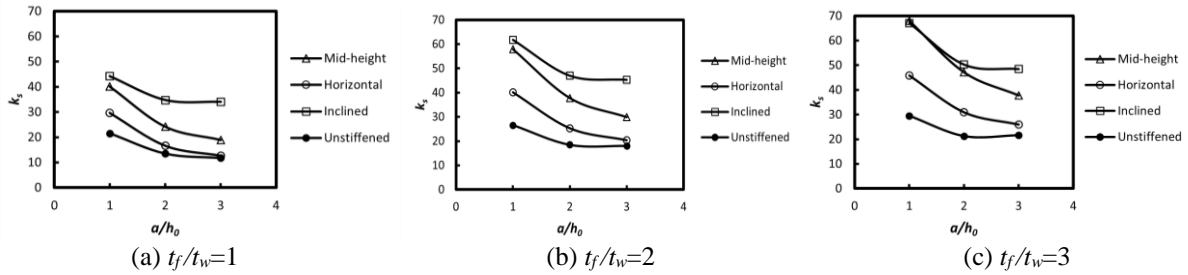 70
60
50
40
30
20
10
0
k_s
0 1 2 3 4
a/h_0
Mid-height
Horizontal
Inclined
Unstiffened
(a) t_f/t_w=1
70
60
50
40
30
20
10
0
k_s
0 1 2 3 4
a/h_0
Mid-height
Horizontal
Inclined
Unstiffened
(b) t_f/t_w=2
70
60
50
40
30
20
10
0
k_s
0 1 2 3 4
a/h_0
Mid-height
Horizontal
Inclined
Unstiffened
(c) t_f/t_w=3